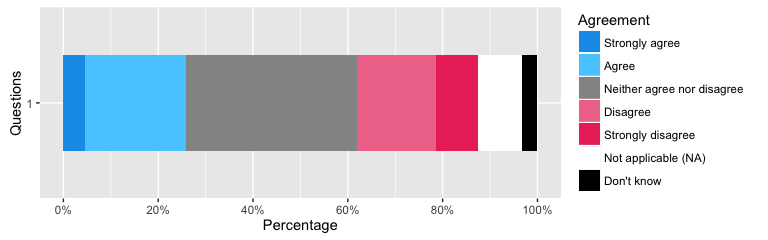 Agreement
Strongly agree
Agree
Neither agree nor disagree
Disagree
Strongly disagree
Not applicable (NA)
Don't know
Questions
1
0%
20%
40%
60%
80%
100%
Percentage